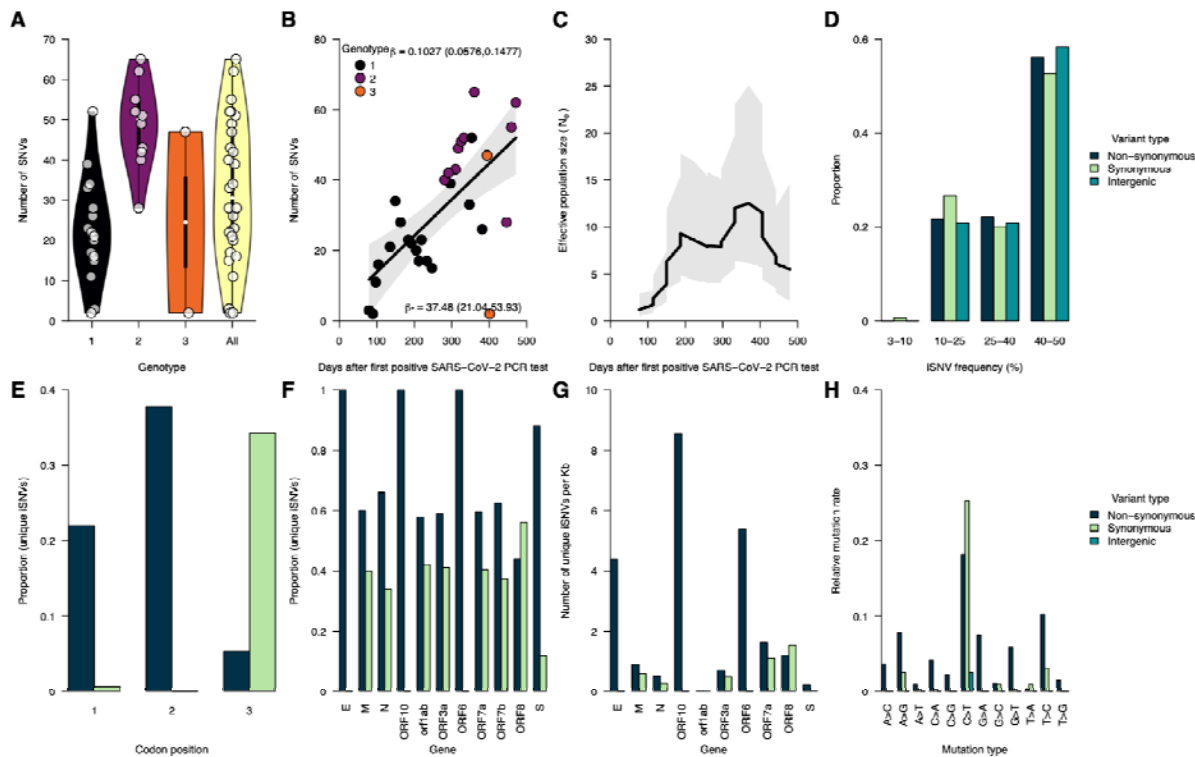 A
Number of SNVs
70
60
50
40
30
20
10
0
1
2
3
All
Genotype
B
Number of SNVs
80
60
40
20
0
Genotype
1
2
3
β = 0.1027 (0.0576,0.1477)
0
100
200
300
400
500
Days after first positive SARS-CoV-2 PCR test
C
Effective population size (Nₑ)
30
25
20
15
10
5
0
0
100
200
300
400
500
Days after first positive SARS-CoV-2 PCR test
D
Proportion
0.6
0.4
0.2
0.0
3-10
10-25
25-40
40-50
iSNV frequency (%)
Variant type
Non-synonymous
Synonymous
Intergenic
E
Proportion (unique iSNVs)
0.4
0.3
0.2
0.1
0
1
2
3
Codon position
F
Proportion (unique iSNVs)
1
0.8
0.6
0.4
0.2
0
E
M
N
ORF10
orf1ab
ORF3a
ORF6
ORF7a
ORF7b
ORF8
S
Gene
G
Number of unique iSNVs per Kb
10
8
6
4
2
0
E
M
N
ORF10
orf1ab
ORF3a
ORF6
ORF7a
ORF8
S
Gene
H
Relative mutation rate
0.4
0.3
0.2
0.1
0
A>C
A>G
A>T
C>A
C>G
C>T
G>A
G>C
G>T
T>A
T>C
T>G
Mutation type
Variant type
Non-synonymous
Synonymous
Intergenic